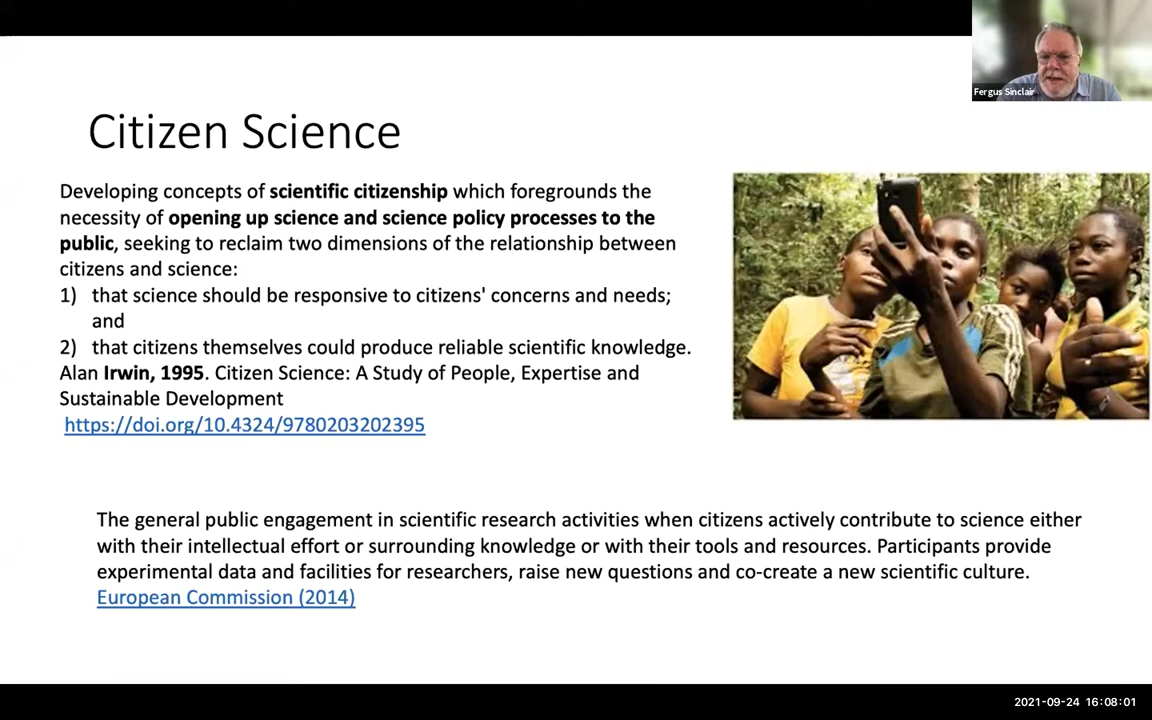 Fergus Sinclair
Citizen Science
Developing concepts of scientific citizenship which foregrounds the
necessity of opening up science and science policy processes to the
public, seeking to reclaim two dimensions of the relationship between
citizens and science:
1) that science should be responsive to citizens' concerns and needs;
and
2) that citizens themselves could produce reliable scientific knowledge.
Alan Irwin, 1995. Citizen Science: A Study of People, Expertise and
Sustainable Development
https://doi.org/10.4324/9780203202395
The general public engagement in scientific research activities when citizens actively contribute to science either
with their intellectual effort or surrounding knowledge or with their tools and resources. Participants provide
experimental data and facilities for researchers, raise new questions and co-create a new scientific culture.
European Commission (2014)
2021-09-24 16:08:01